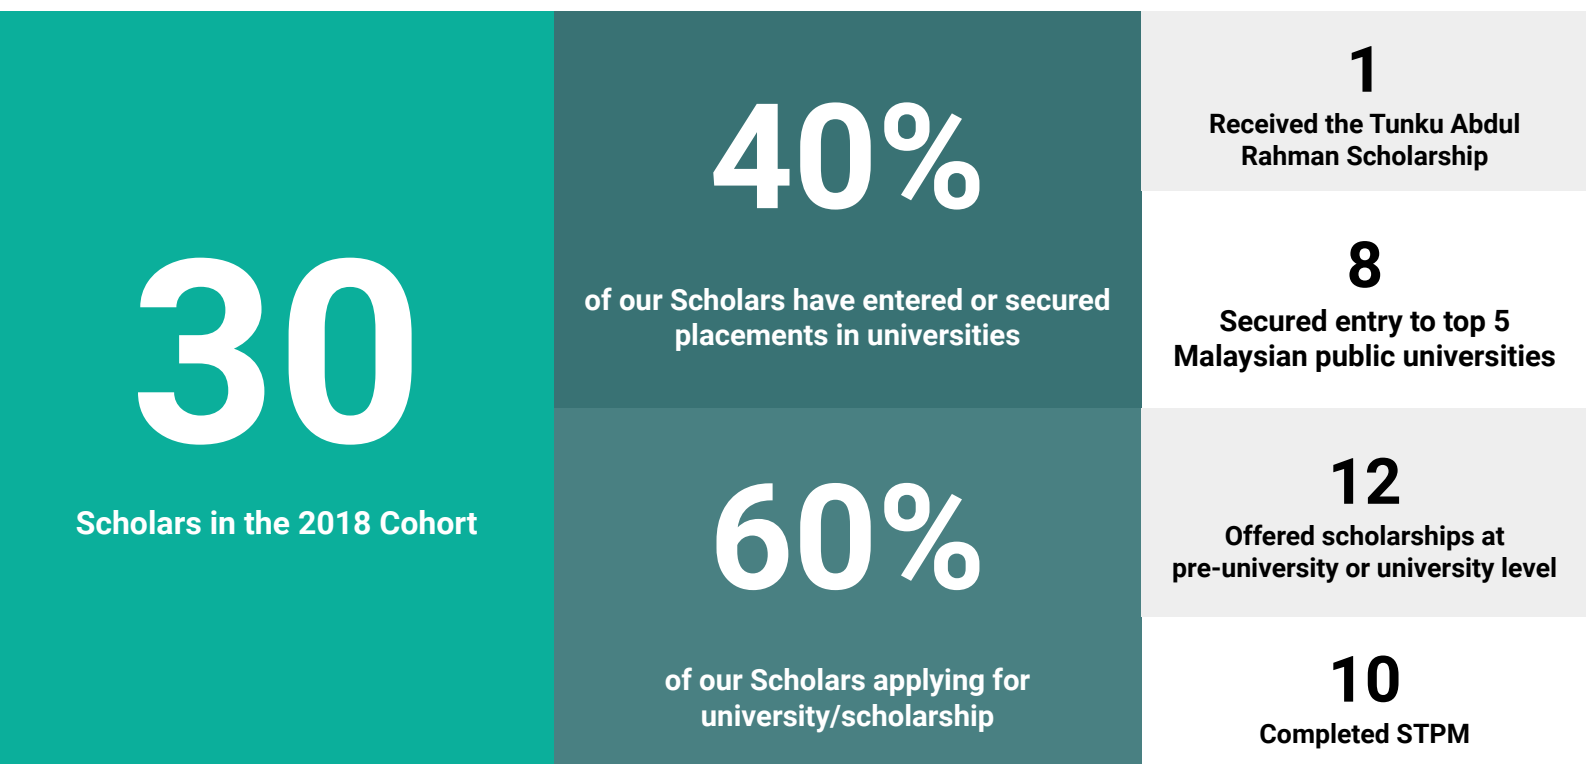 30
Scholars in the 2018 Cohort
40%
of our Scholars have entered or secured
placements in universities
60%
of our Scholars applying for
university/scholarship
1
Received the Tunku Abdul
Rahman Scholarship
8
Secured entry to top 5
Malaysian public universities
12
Offered scholarships at
pre-university or university level
10
Completed STPM